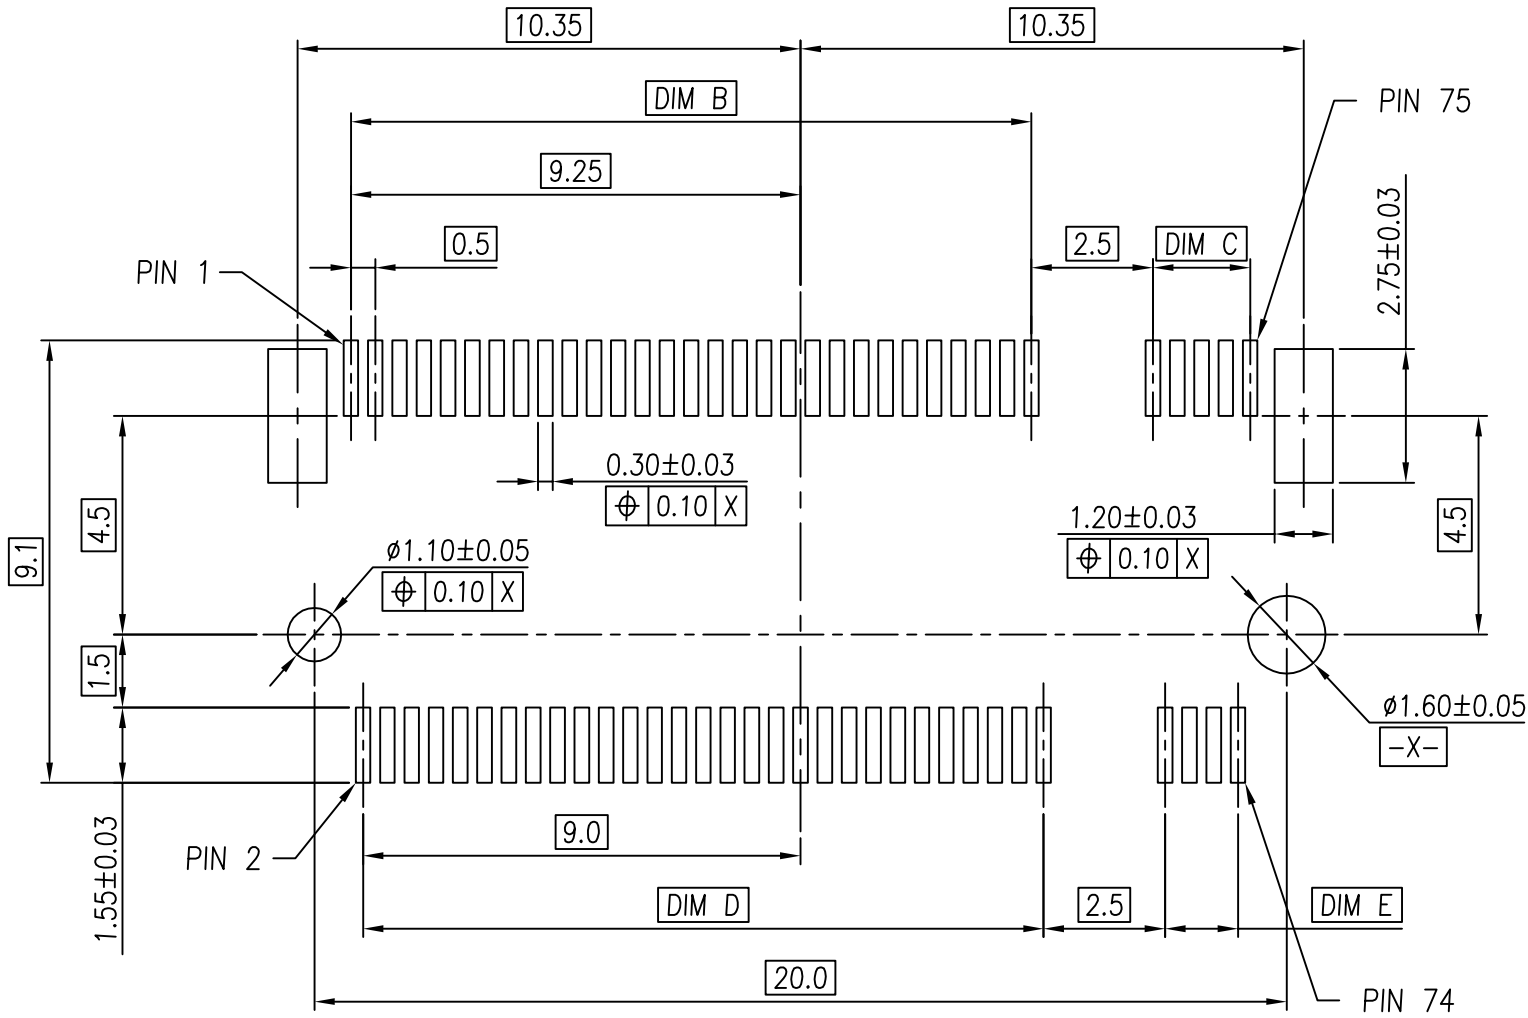 10.35
10.35
DIM B
PIN 75
9.25
0.5
2.5
DIM C
2.75±0.03
PIN 1
0.30±0.03
⌖ 0.10 X
1.20±0.03
⌖ 0.10 X
4.5
4.5
9.1
ø1.10±0.05
⌖ 0.10 X
1.5
ø1.60±0.05
-X-
1.55±0.03
9.0
PIN 2
DIM D
2.5
DIM E
20.0
PIN 74